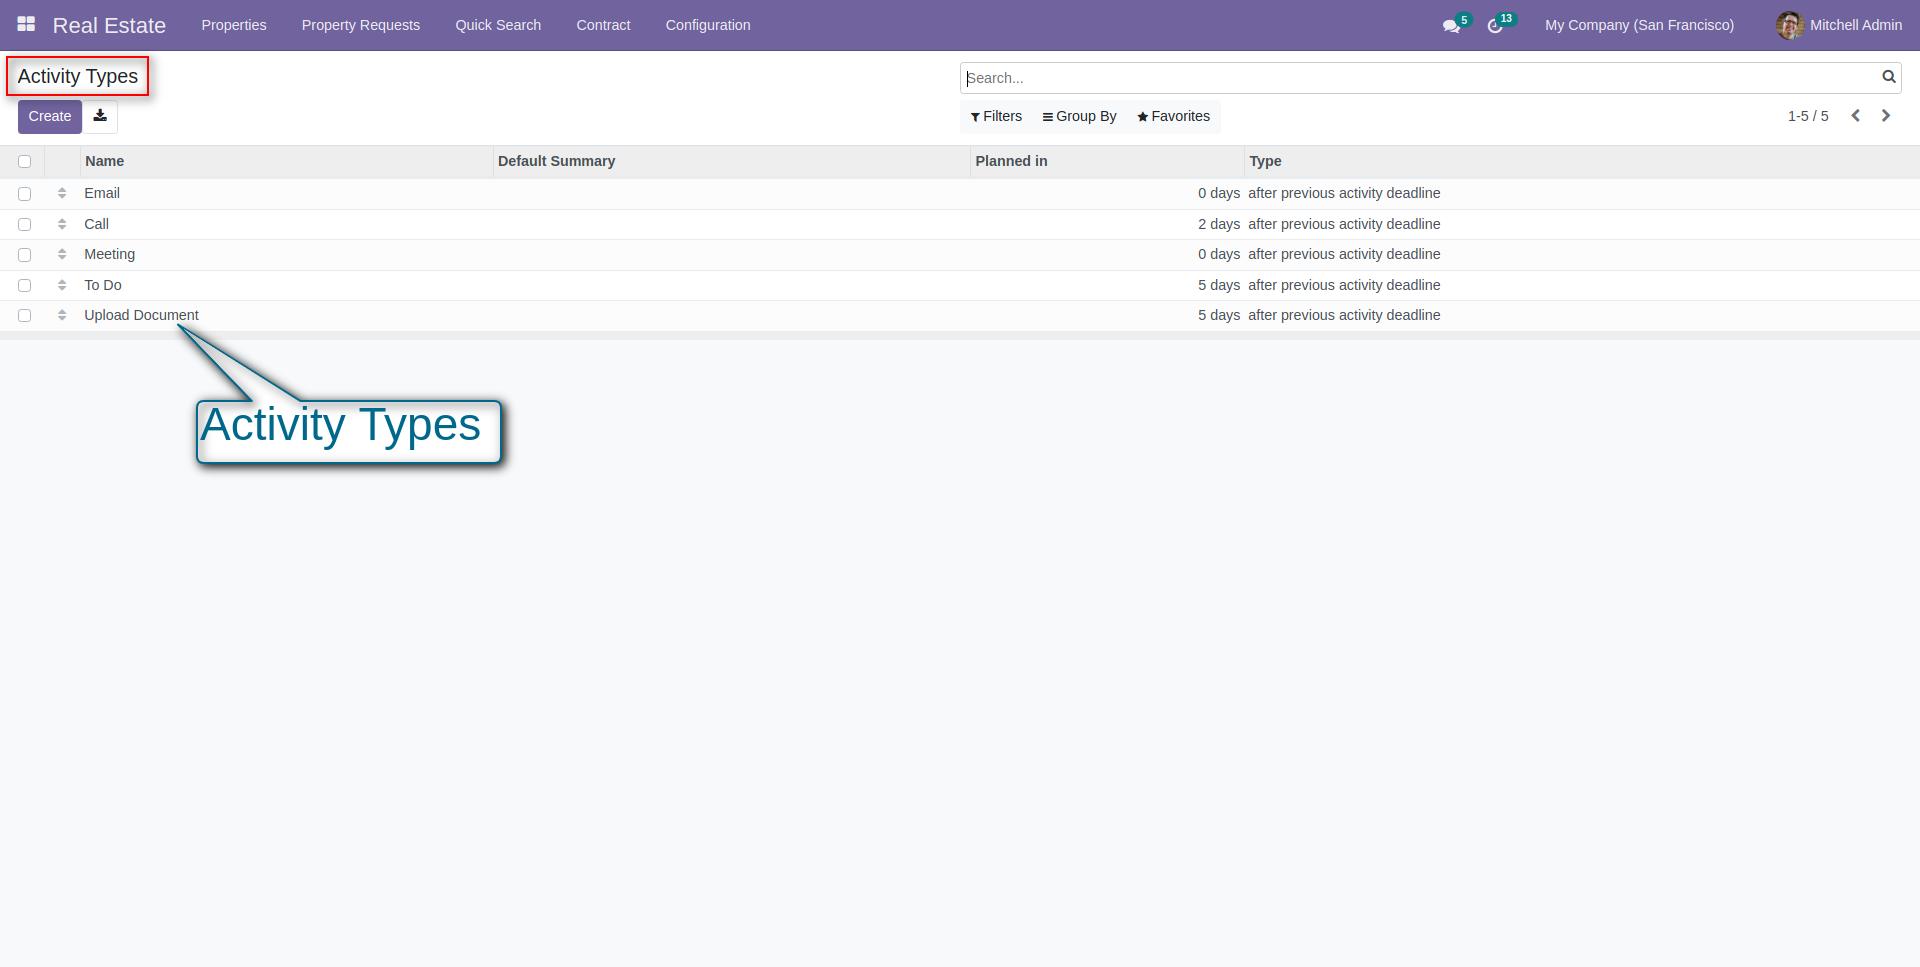 Real Estate Properties Property Requests Quick Search Contract Configuration 5 13 My Company (San Francisco) Mitchell Admin
Activity Types Search...
Create Filters Group By Favorites 1-5 / 5
Name Default Summary Planned in Type
Email 0 days after previous activity deadline
Call 2 days after previous activity deadline
Meeting 0 days after previous activity deadline
To Do 5 days after previous activity deadline
Upload Document 5 days after previous activity deadline
Activity Types